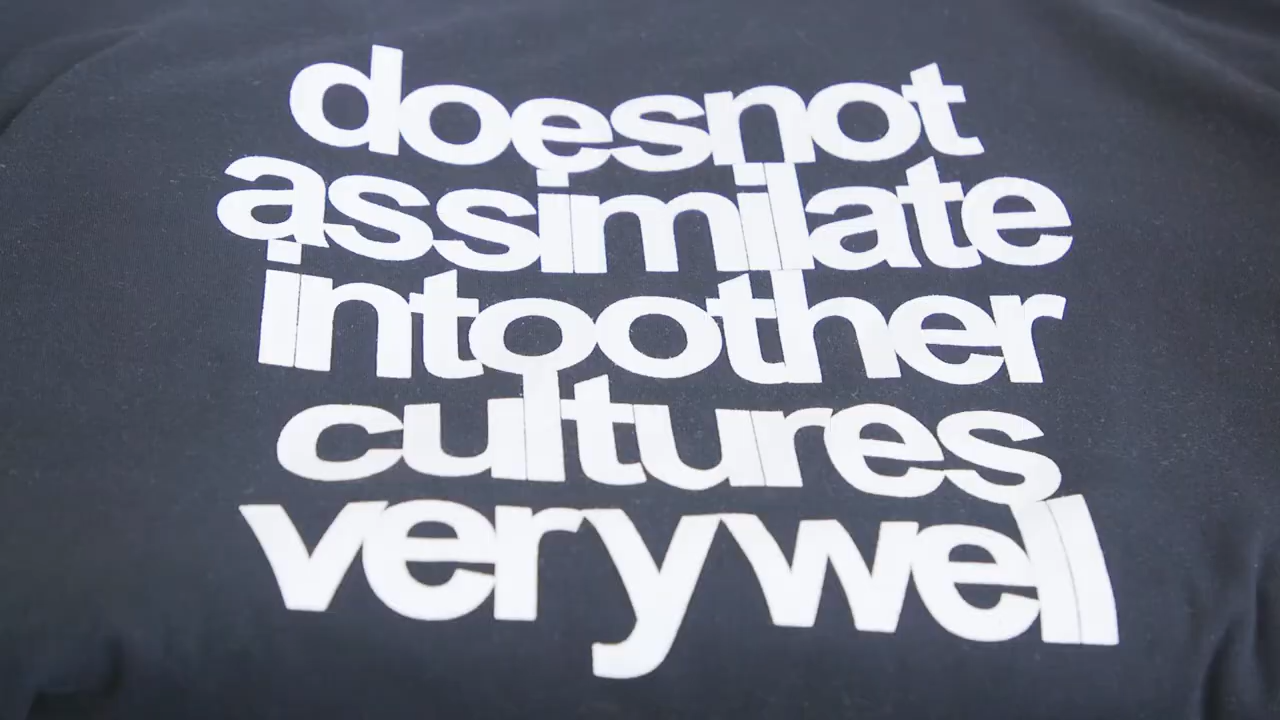 doesnot
assimilate
intoother
cultures
verywell